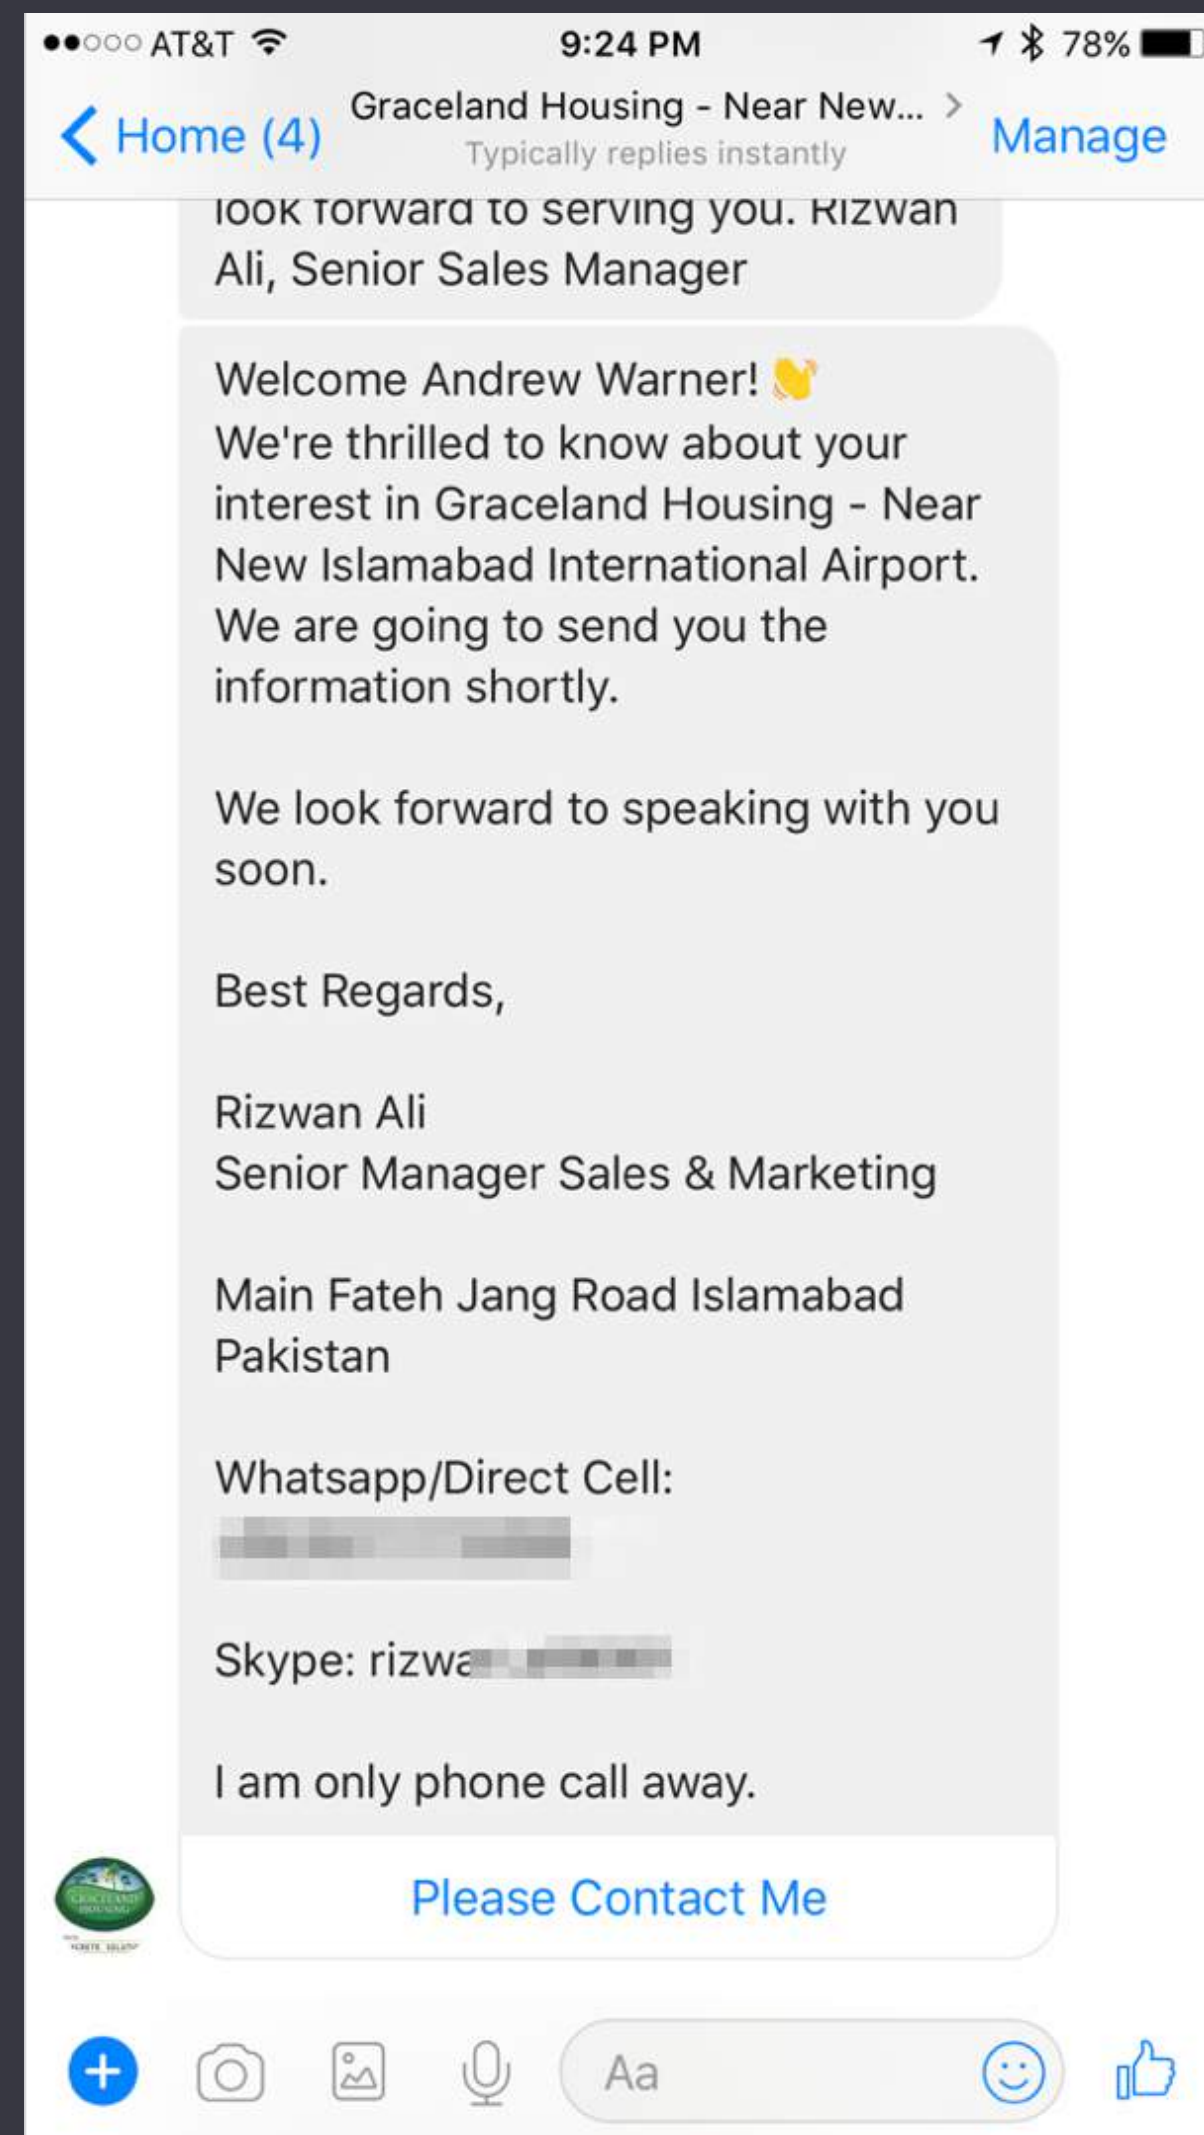 AT&T 9:24 PM 78%
Home (4) Graceland Housing - Near New... Manage
Typically replies instantly
look forward to serving you. Rizwan
Ali, Senior Sales Manager
Welcome Andrew Warner! 👋
We're thrilled to know about your
interest in Graceland Housing - Near
New Islamabad International Airport.
We are going to send you the
information shortly.
We look forward to speaking with you
soon.
Best Regards,
Rizwan Ali
Senior Manager Sales & Marketing
Main Fateh Jang Road Islamabad
Pakistan
Whatsapp/Direct Cell:
Skype: rizwa
I am only phone call away.
GRACELAND
HOUSING
Please Contact Me
Aa